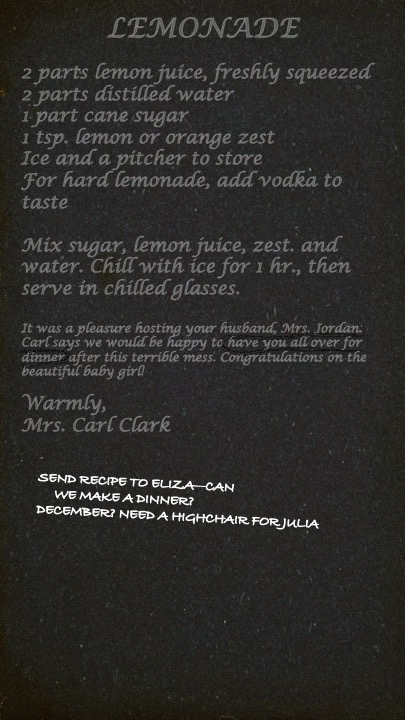 LEMONADE
2 parts lemon juice, freshly squeezed
2 parts distilled water
1 part cane sugar
1 tsp. lemon or orange zest
Ice and a pitcher to store
For hard lemonade, add vodka to
taste
Mix sugar, lemon juice, zest. and
water. Chill with ice for 1 hr., then
serve in chilled glasses.
It was a pleasure hosting your husband, Mrs. Jordan.
Carl says we would be happy to have you all over for
dinner after this terrible mess. Congratulations on the
beautiful baby girl!
Warmly,
Mrs. Carl Clark
SEND RECIPE TO ELIZA—CAN
WE MAKE A DINNER?
DECEMBER? NEED A HIGHCHAIR FOR JULIA